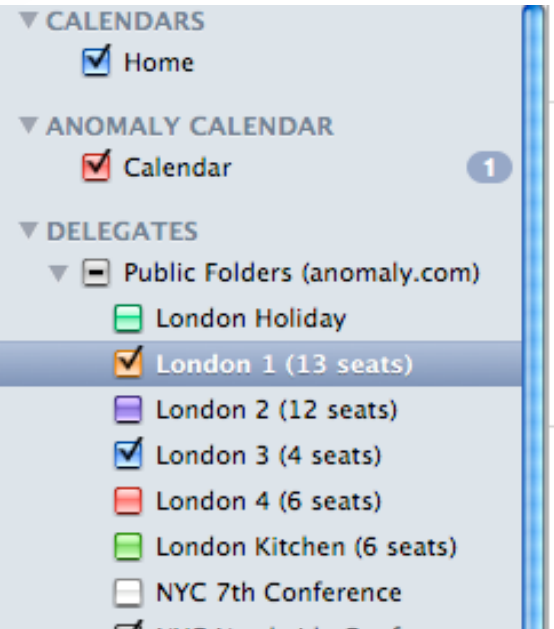 CALENDARS
Home
ANOMALY CALENDAR
Calendar 1
DELEGATES
Public Folders (anomaly.com)
London Holiday
London 1 (13 seats)
London 2 (12 seats)
London 3 (4 seats)
London 4 (6 seats)
London Kitchen (6 seats)
NYC 7th Conference